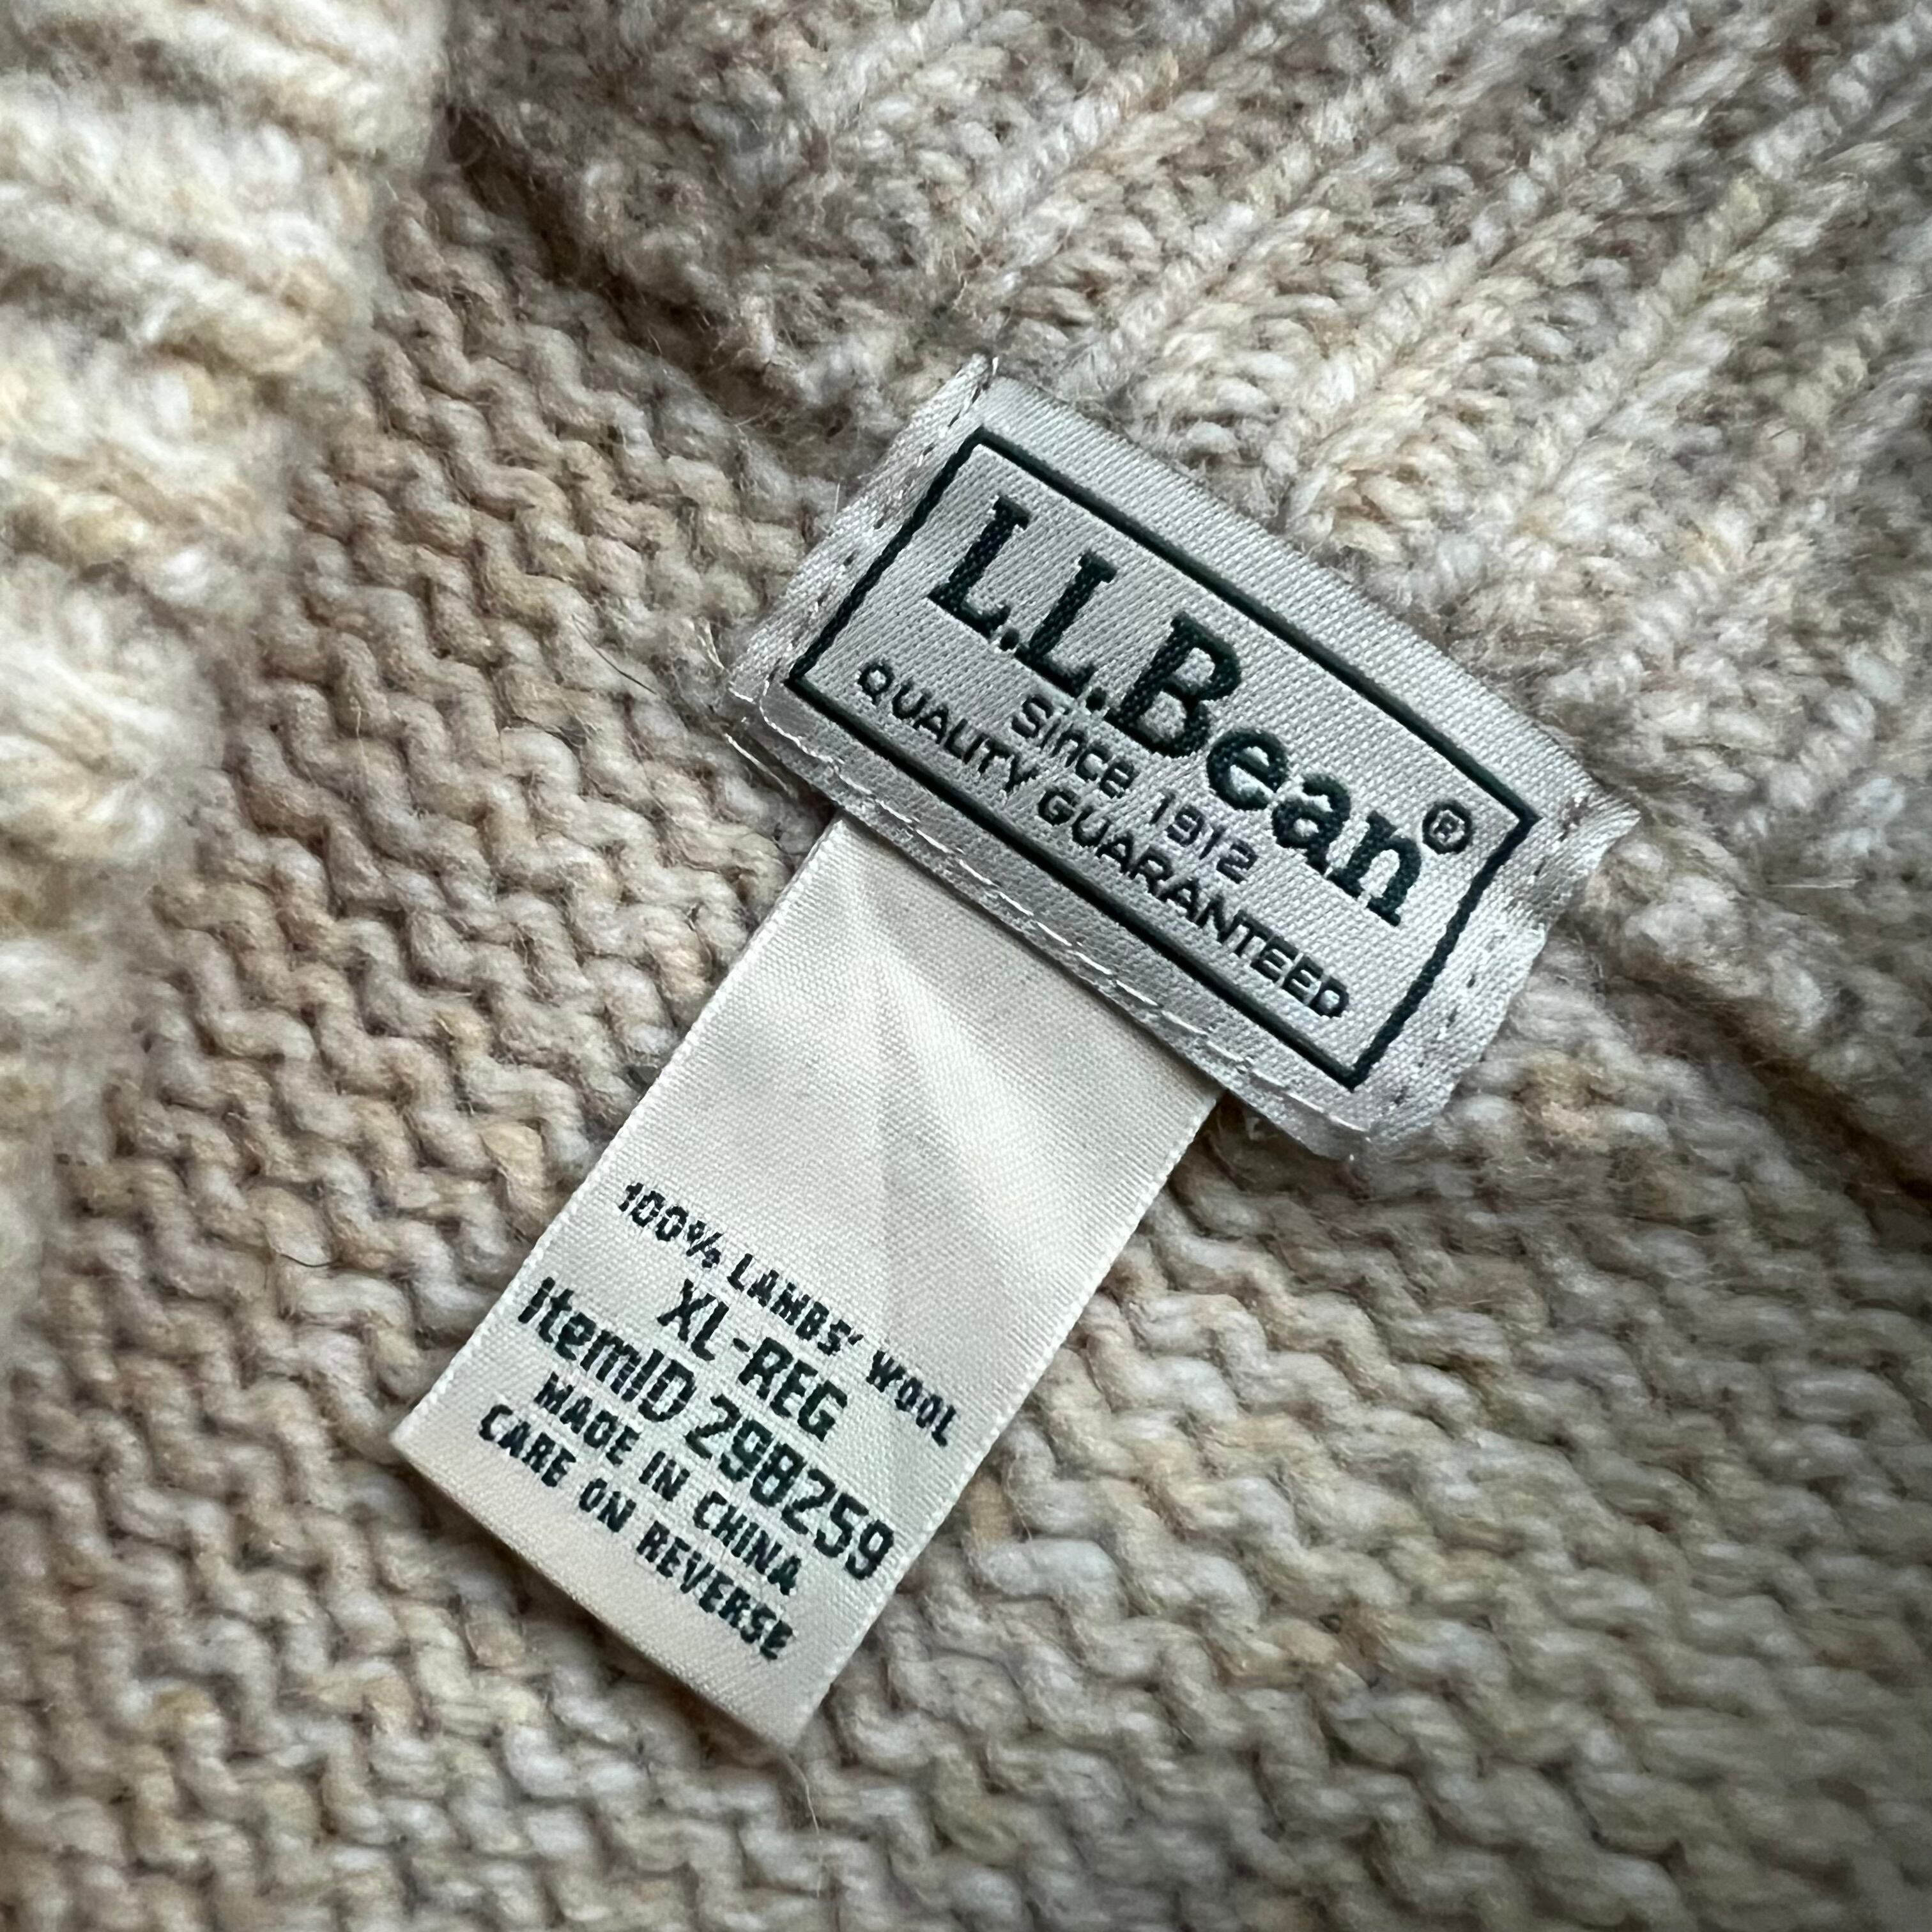 L.L.Bean®
Since 1912
QUALITY GUARANTEED
100% LAMBS' WOOL
XL-REG
ItemID 298259
MADE IN CHINA
CARE ON REVERSE